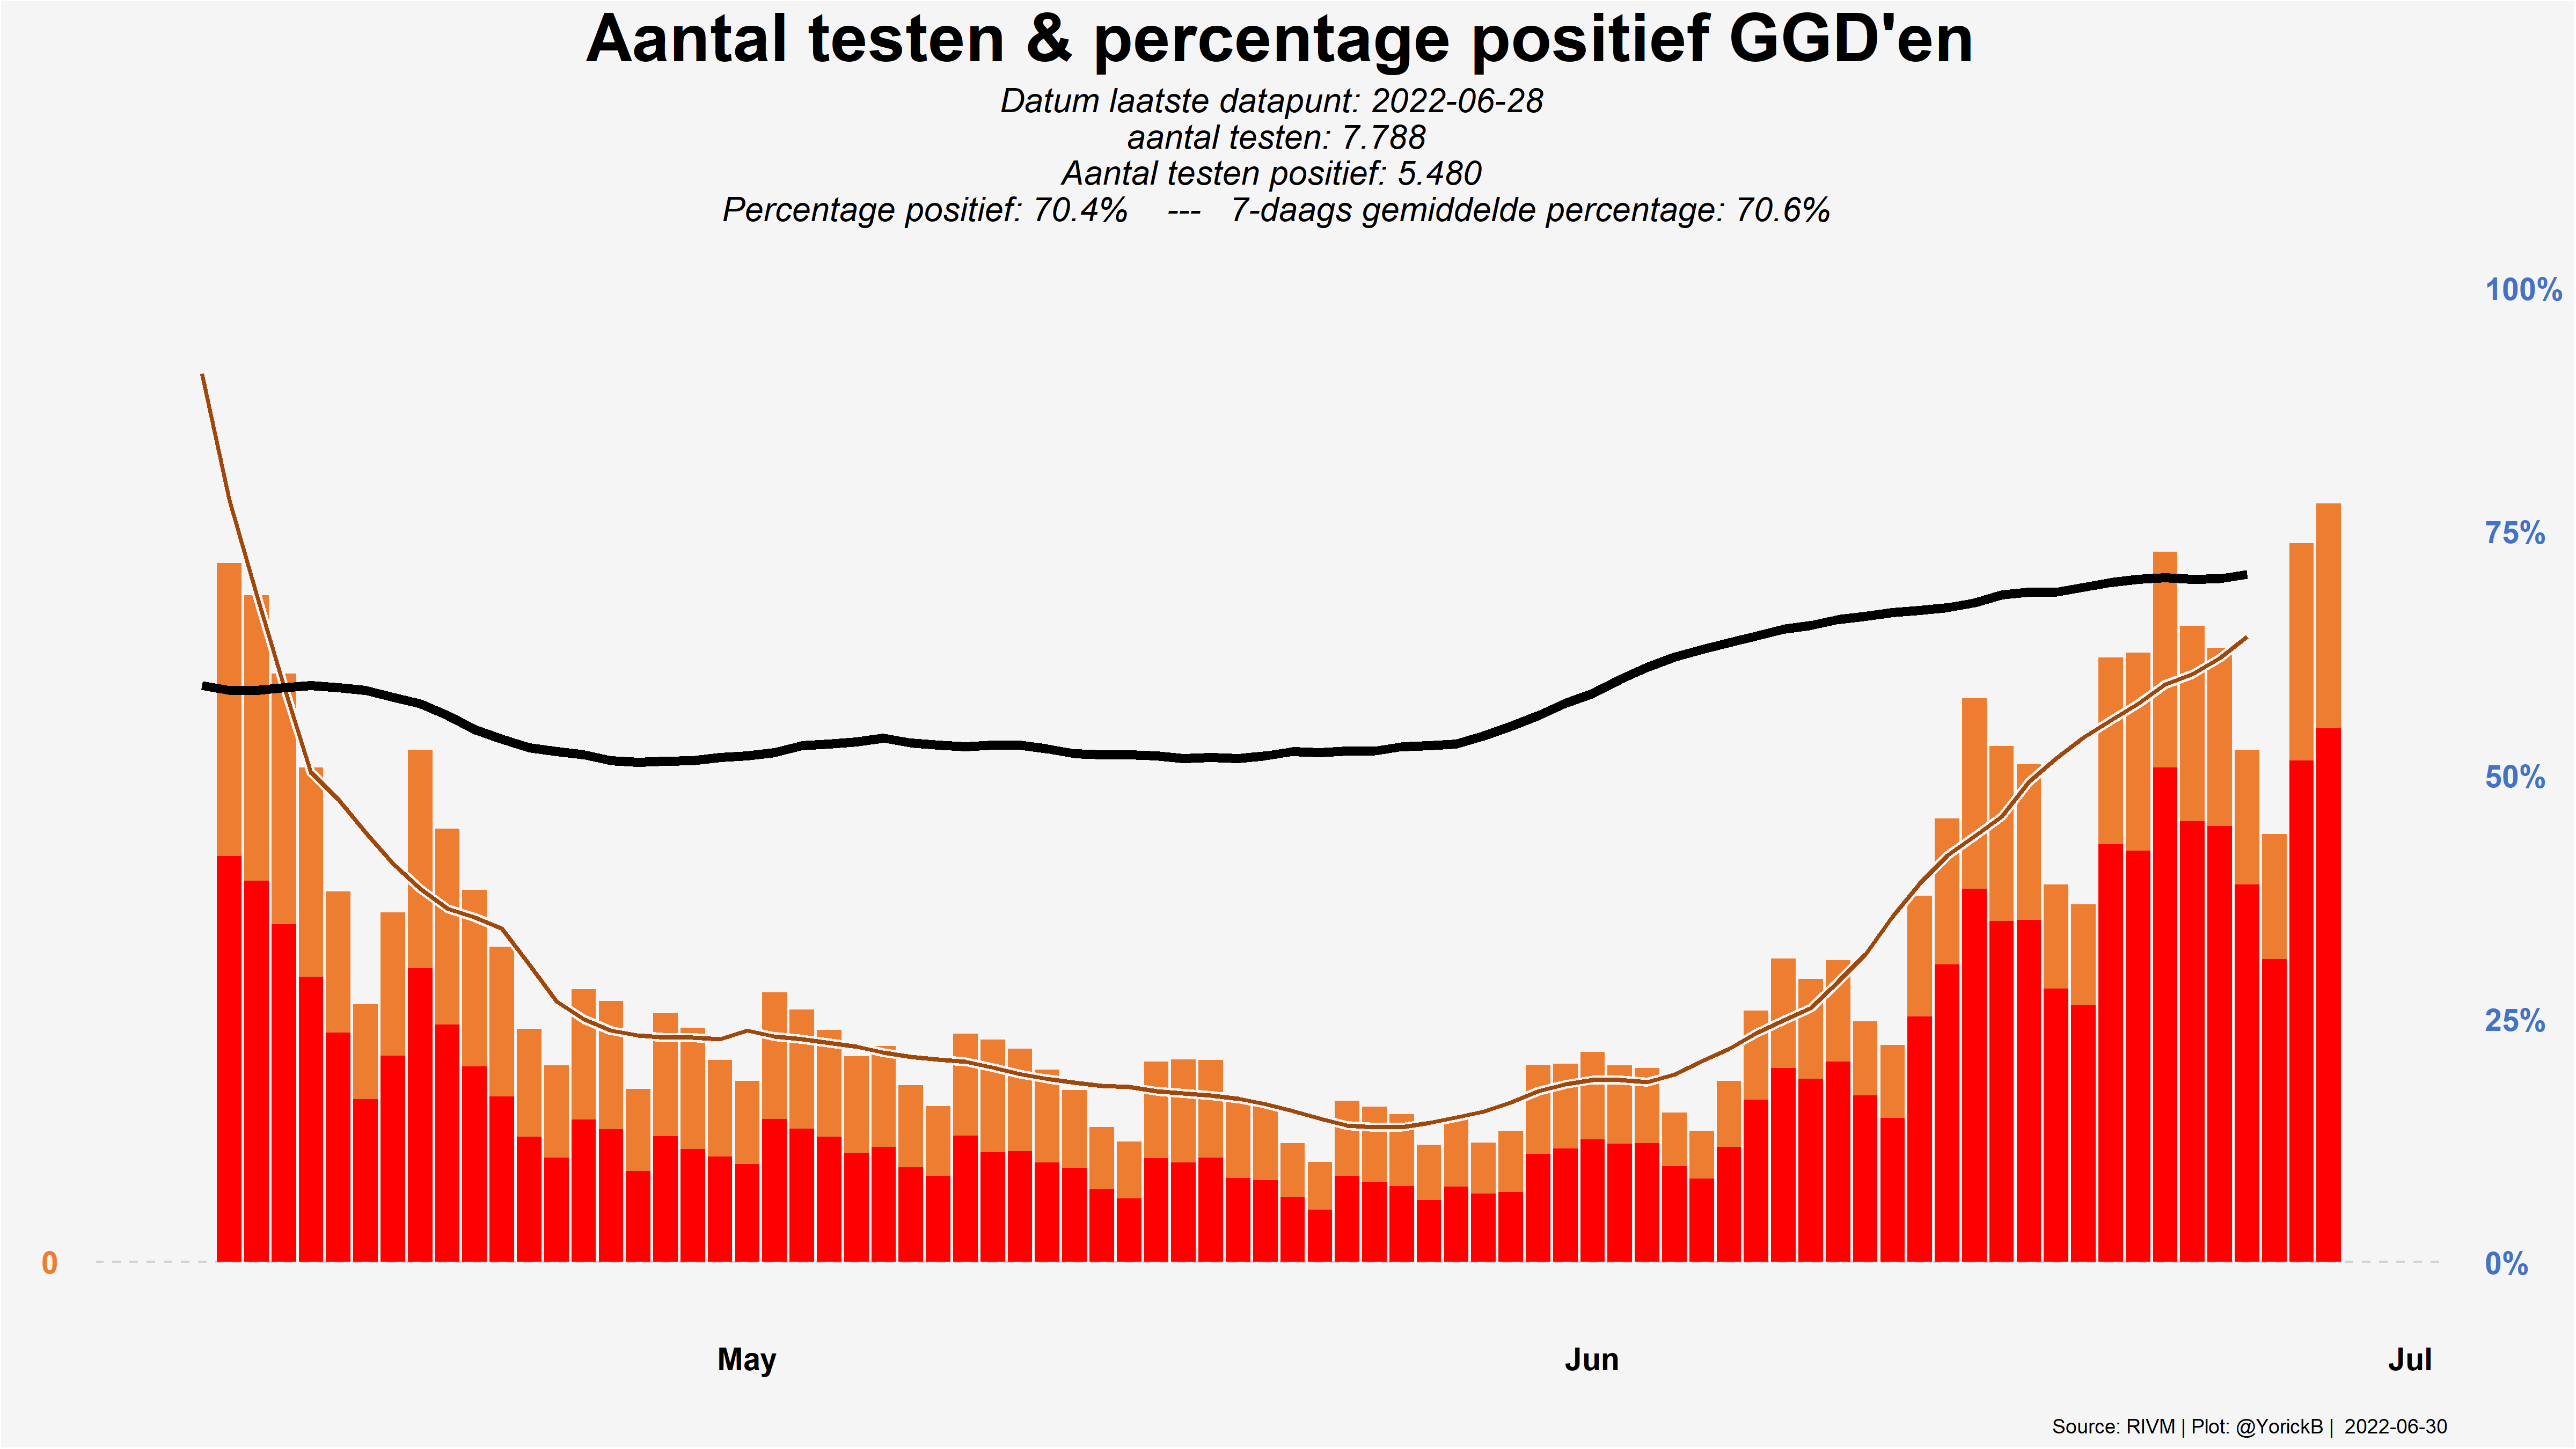 Aantal testen & percentage positief GGD'en
Datum laatste datapunt: 2022-06-28
aantal testen: 7.788
Aantal testen positief: 5.480
Percentage positief: 70.4% --- 7-daags gemiddelde percentage: 70.6%
100%
75%
50%
25%
0
0%
May
Jun
Jul
Source: RIVM | Plot: @YorickB | 2022-06-30